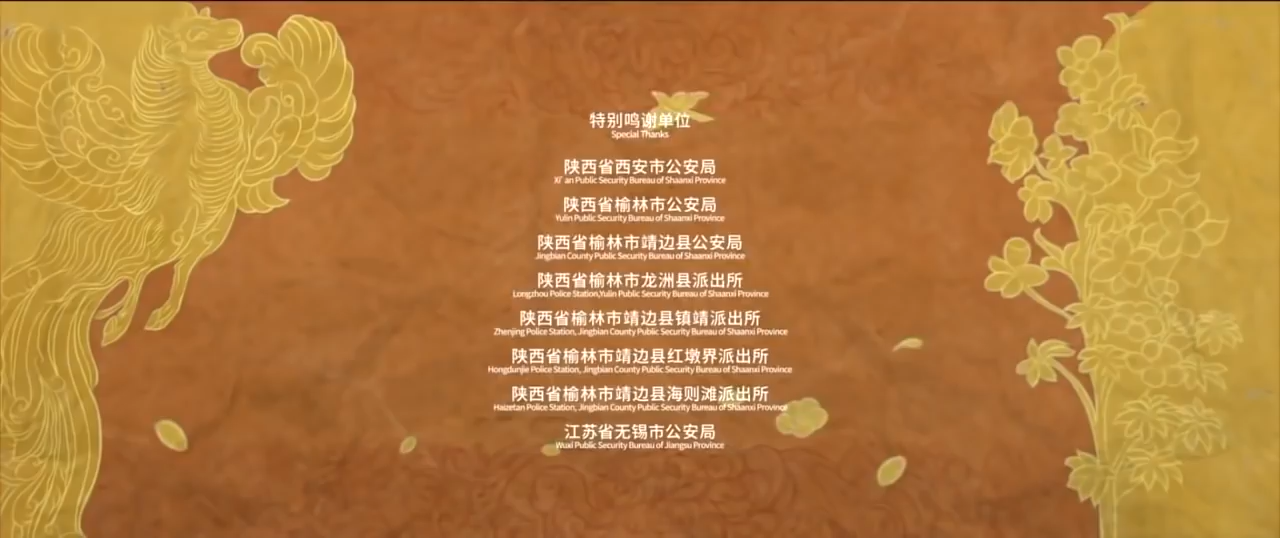 特别鸣谢单位
Special Thanks
陕西省西安市公安局
Xi' an Public Security Bureau of Shaanxi Province
陕西省榆林市公安局
Yulin Public Security Bureau of Shaanxi Province
陕西省榆林市靖边县公安局
Jingbian County Public Security Bureau of Shaanxi Province
陕西省榆林市龙洲县派出所
Longzhou Police Station,Yulin Public Security Bureau of Shaanxi Province
陕西省榆林市靖边县镇靖派出所
Zhenjing Police Station, Jingbian County Public Security Bureau of Shaanxi Province
陕西省榆林市靖边县红墩界派出所
Hongdunjie Police Station, Jingbian County Public Security Bureau of Shaanxi Province
陕西省榆林市靖边县海则滩派出所
Haizetan Police Station, Jingbian County Public Security Bureau of Shaanxi Province
江苏省无锡市公安局
Wuxi Public Security Bureau of Jiangsu Province